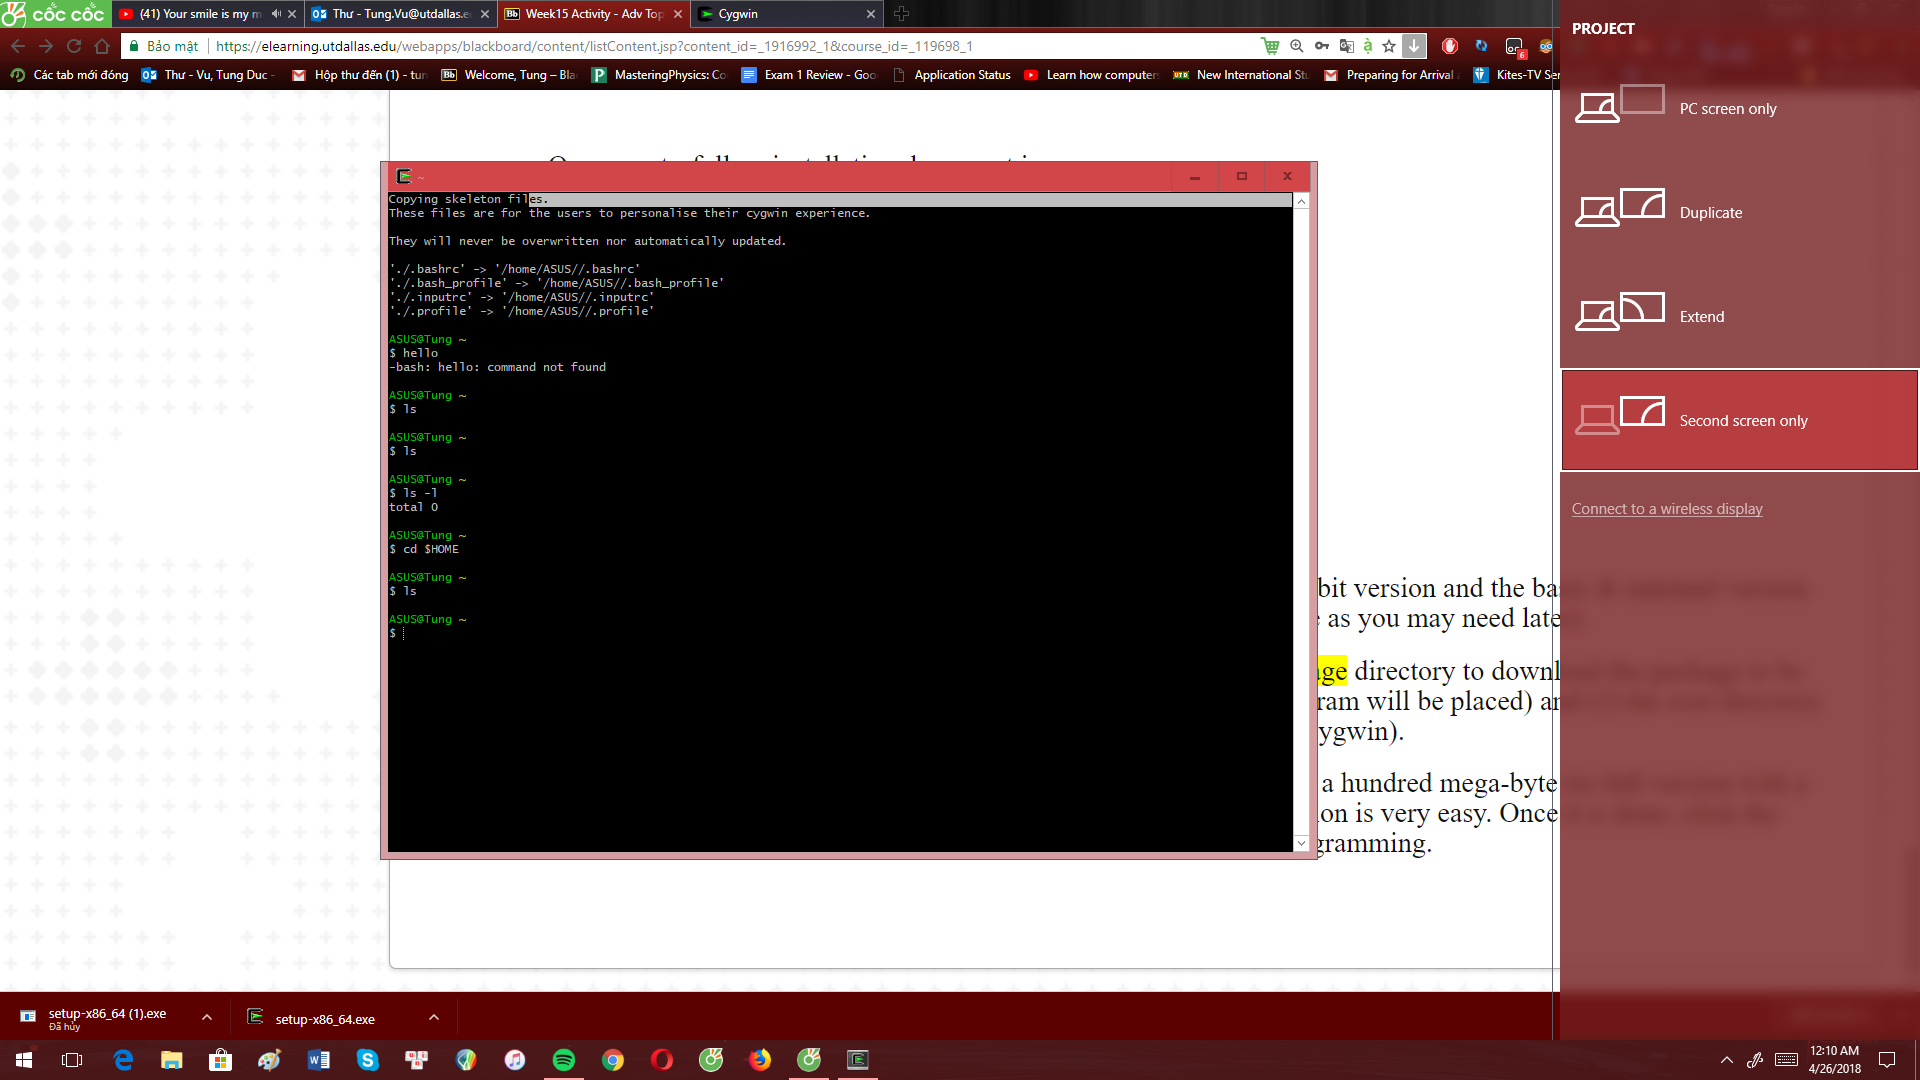 cốc cốc
(41) Your smile is my m
Thư - Tung.Vu@utdallas.e
Week15 Activity - Adv Top
Cygwin
Bảo mật
https://elearning.utdallas.edu/webapps/blackboard/content/listContent.jsp?content_id=_1916992_1&course_id=_119698_1
Các tab mới đóng
Thư - Vu, Tung Duc -
Hộp thư đến (1) - tun
Welcome, Tung – Bla
MasteringPhysics: Co
Exam 1 Review - Goo
Application Status
Learn how computer
New International Stu
Preparing for Arrival
Kites-TV Ser
~
Copying skeleton files.
These files are for the users to personalise their cygwin experience.
They will never be overwritten nor automatically updated.
'./.bashrc' -> '/home/ASUS//.bashrc'
'./.bash_profile' -> '/home/ASUS//.bash_profile'
'./.inputrc' -> '/home/ASUS//.inputrc'
'./.profile' -> '/home/ASUS//.profile'
ASUS@Tung ~
$ hello
-bash: hello: command not found
ASUS@Tung ~
$ ls
ASUS@Tung ~
$ ls
ASUS@Tung ~
$ ls -l
total 0
ASUS@Tung ~
$ cd $HOME
ASUS@Tung ~
$ ls
ASUS@Tung ~
$
bit version and the bas
as you may need late
age directory to downl
ram will be placed) a
ygwin).
a hundred mega-byte
ion is very easy. Once
gramming.
PROJECT
PC screen only
Duplicate
Extend
Second screen only
Connect to a wireless display
setup-x86_64 (1).exe
Đã hủy
setup-x86_64.exe
12:10 AM
4/26/2018